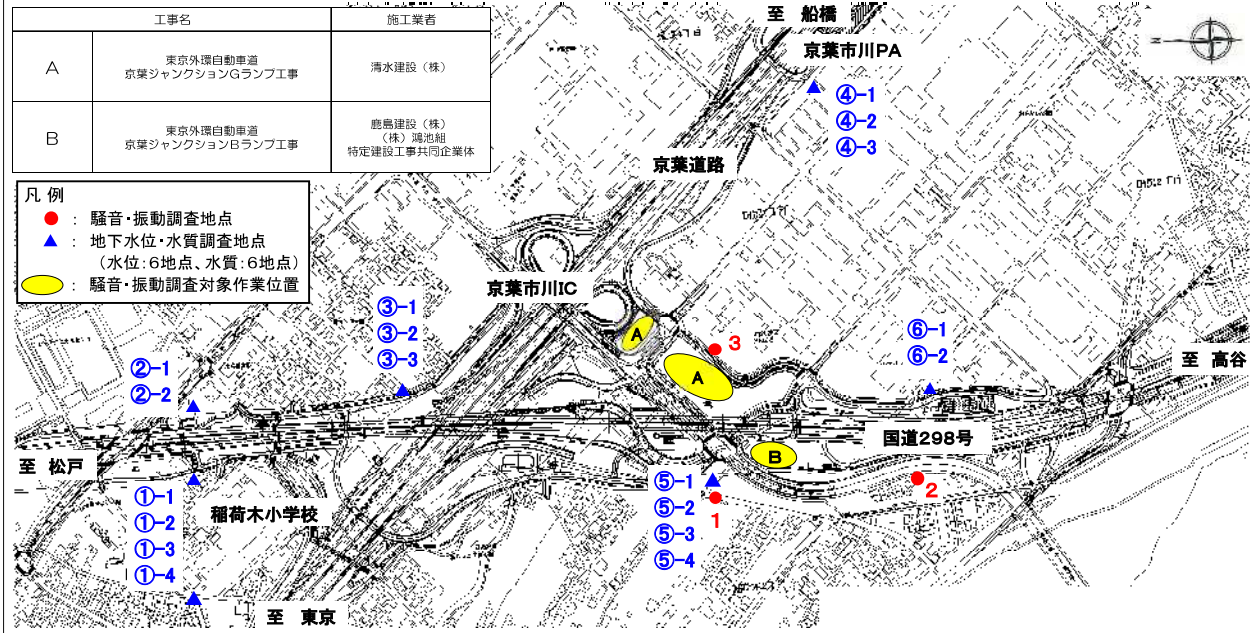 工事名
施工業者
A
東京外環自動車道
京葉ジャンクションGランプ工事
清水建設（株）
B
東京外環自動車道
京葉ジャンクションBランプ工事
鹿島建設（株）
（株）鴻池組
特定建設工事共同企業体
凡 例
： 騒音・振動調査地点
： 地下水位・水質調査地点
（水位：6地点、水質：6地点）
： 騒音・振動調査対象作業位置
至 船橋
京葉市川PA
④-1
④-2
④-3
京葉道路
京葉市川IC
③-1
③-2
③-3
A
3
A
⑥-1
⑥-2
至 高谷
②-1
②-2
国道298号
B
至 松戸
①-1
①-2
①-3
①-4
稲荷木小学校
⑤-1
⑤-2
⑤-3
⑤-4
1
2
至 東京